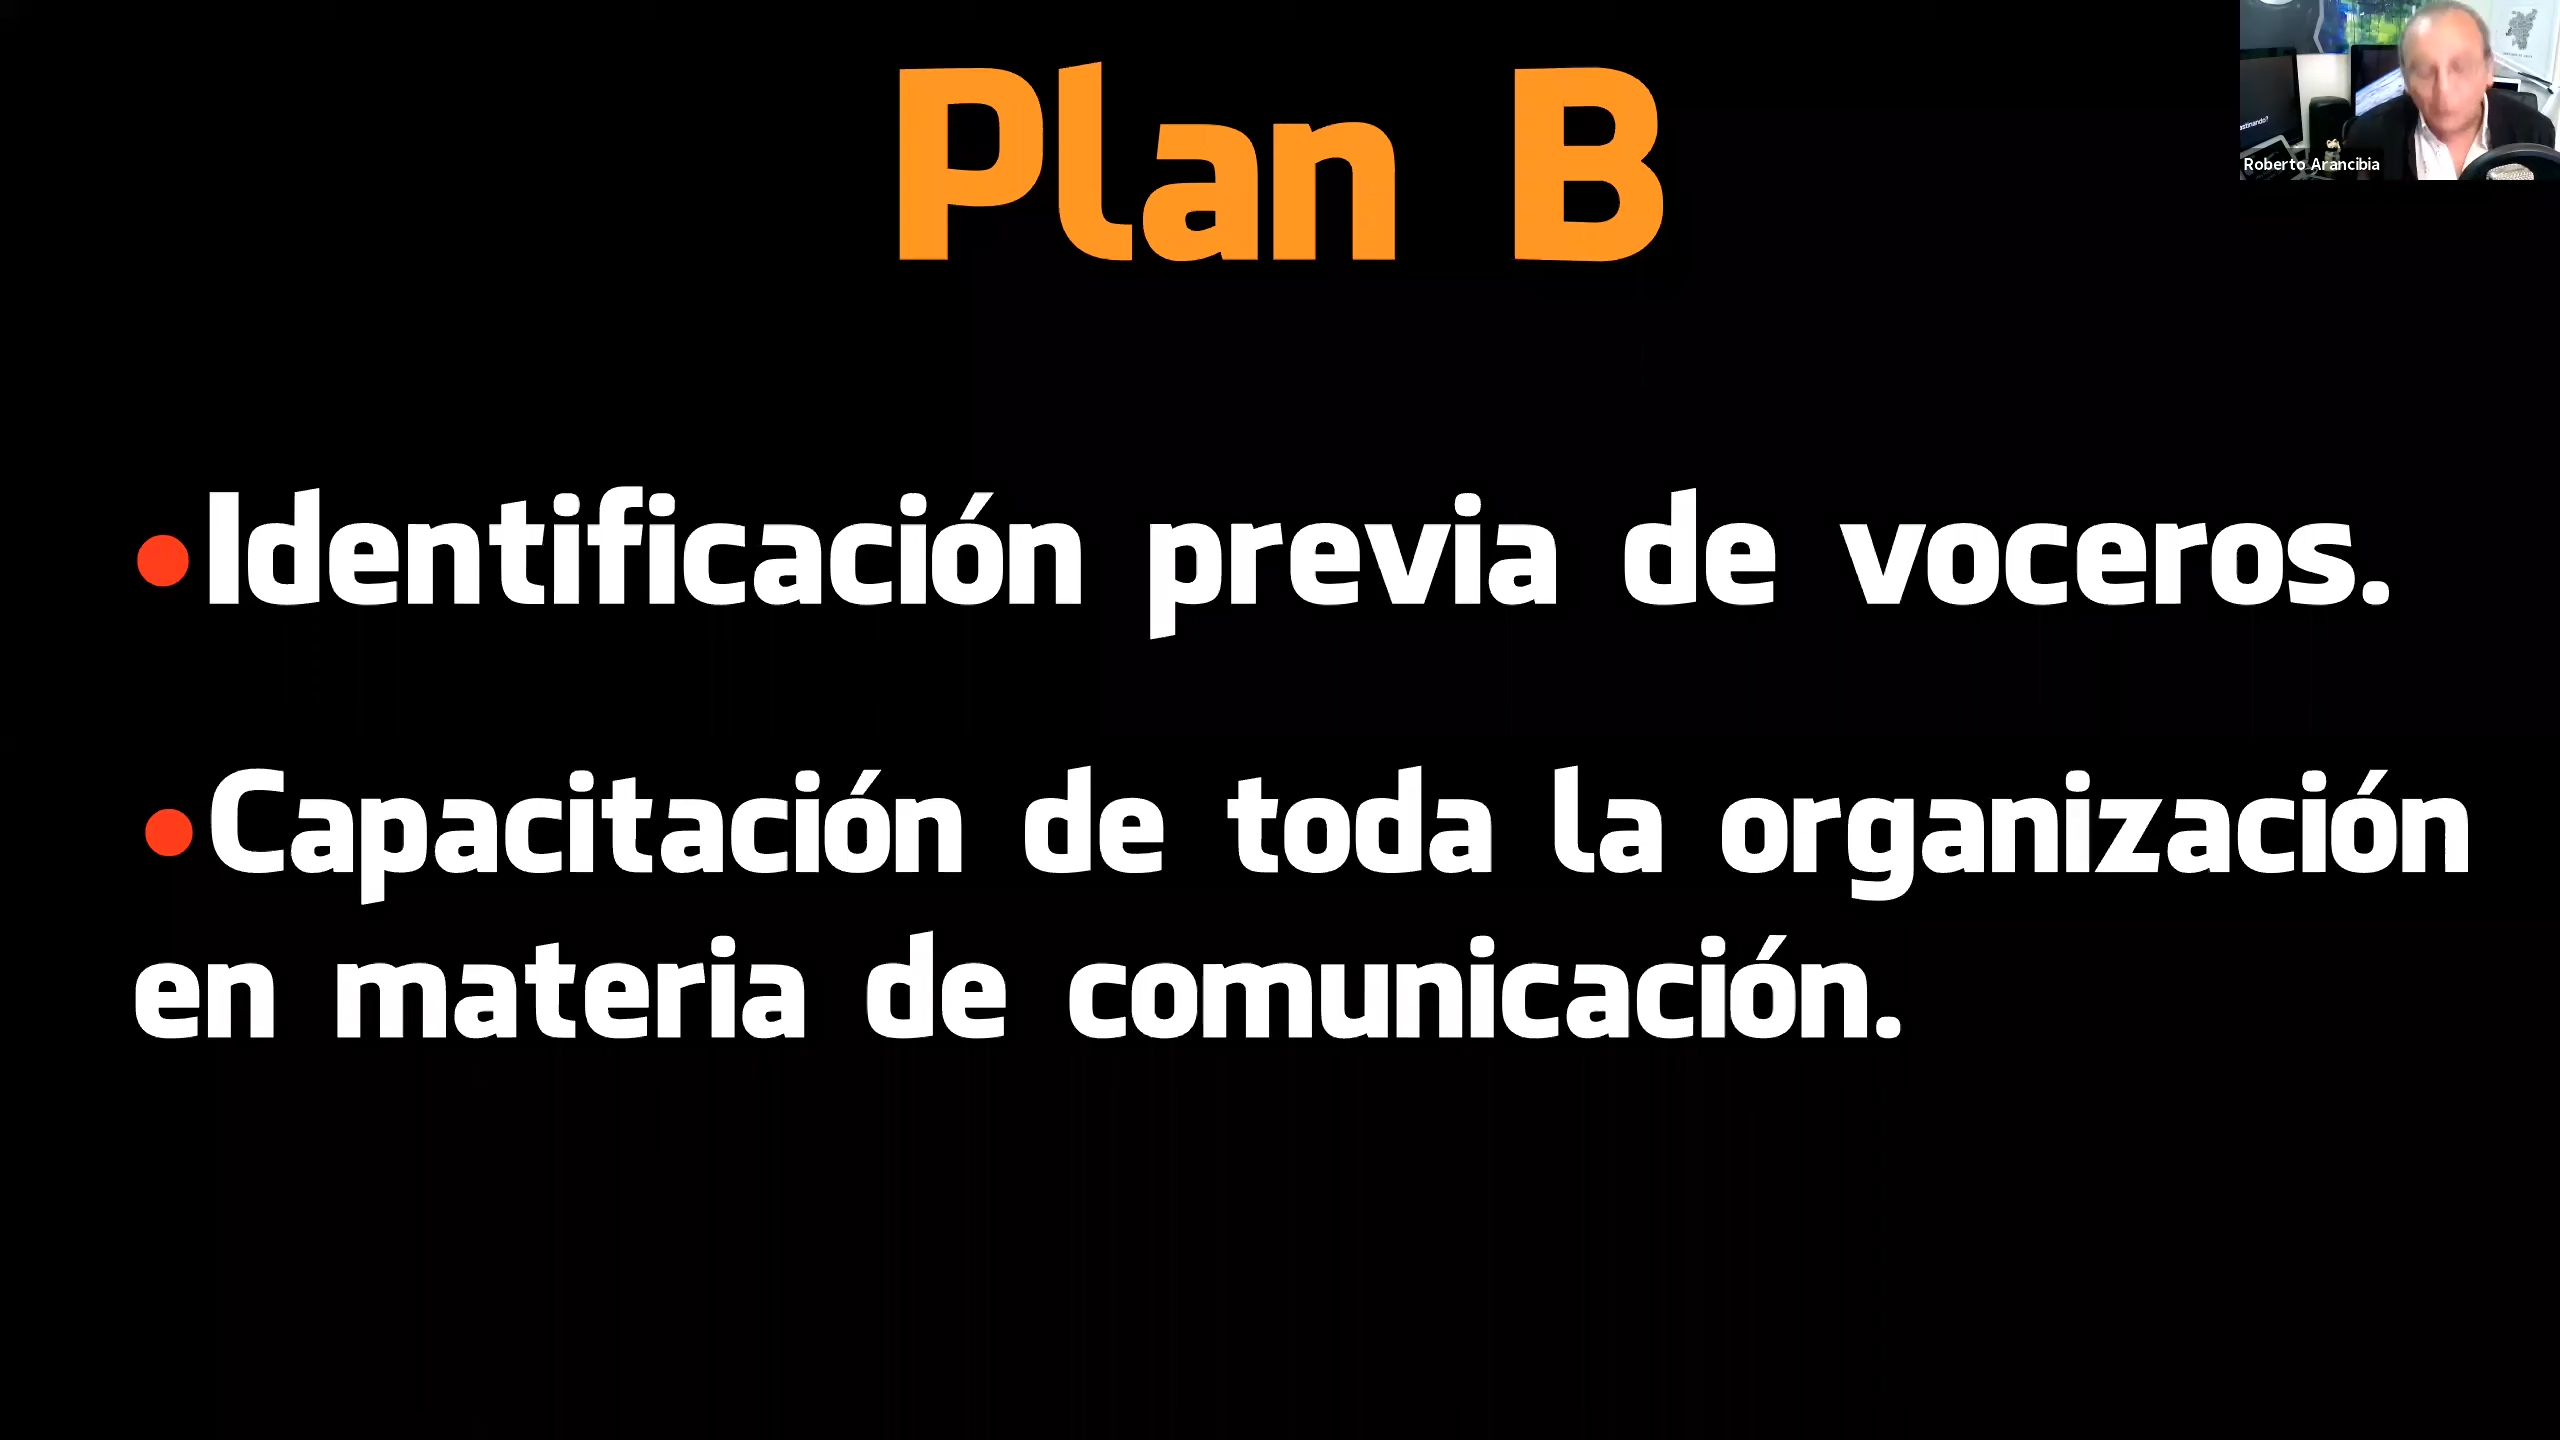 Plan B
Roberto Arancibia
•Identificación previa de voceros.
•Capacitación de toda la organización
en materia de comunicación.